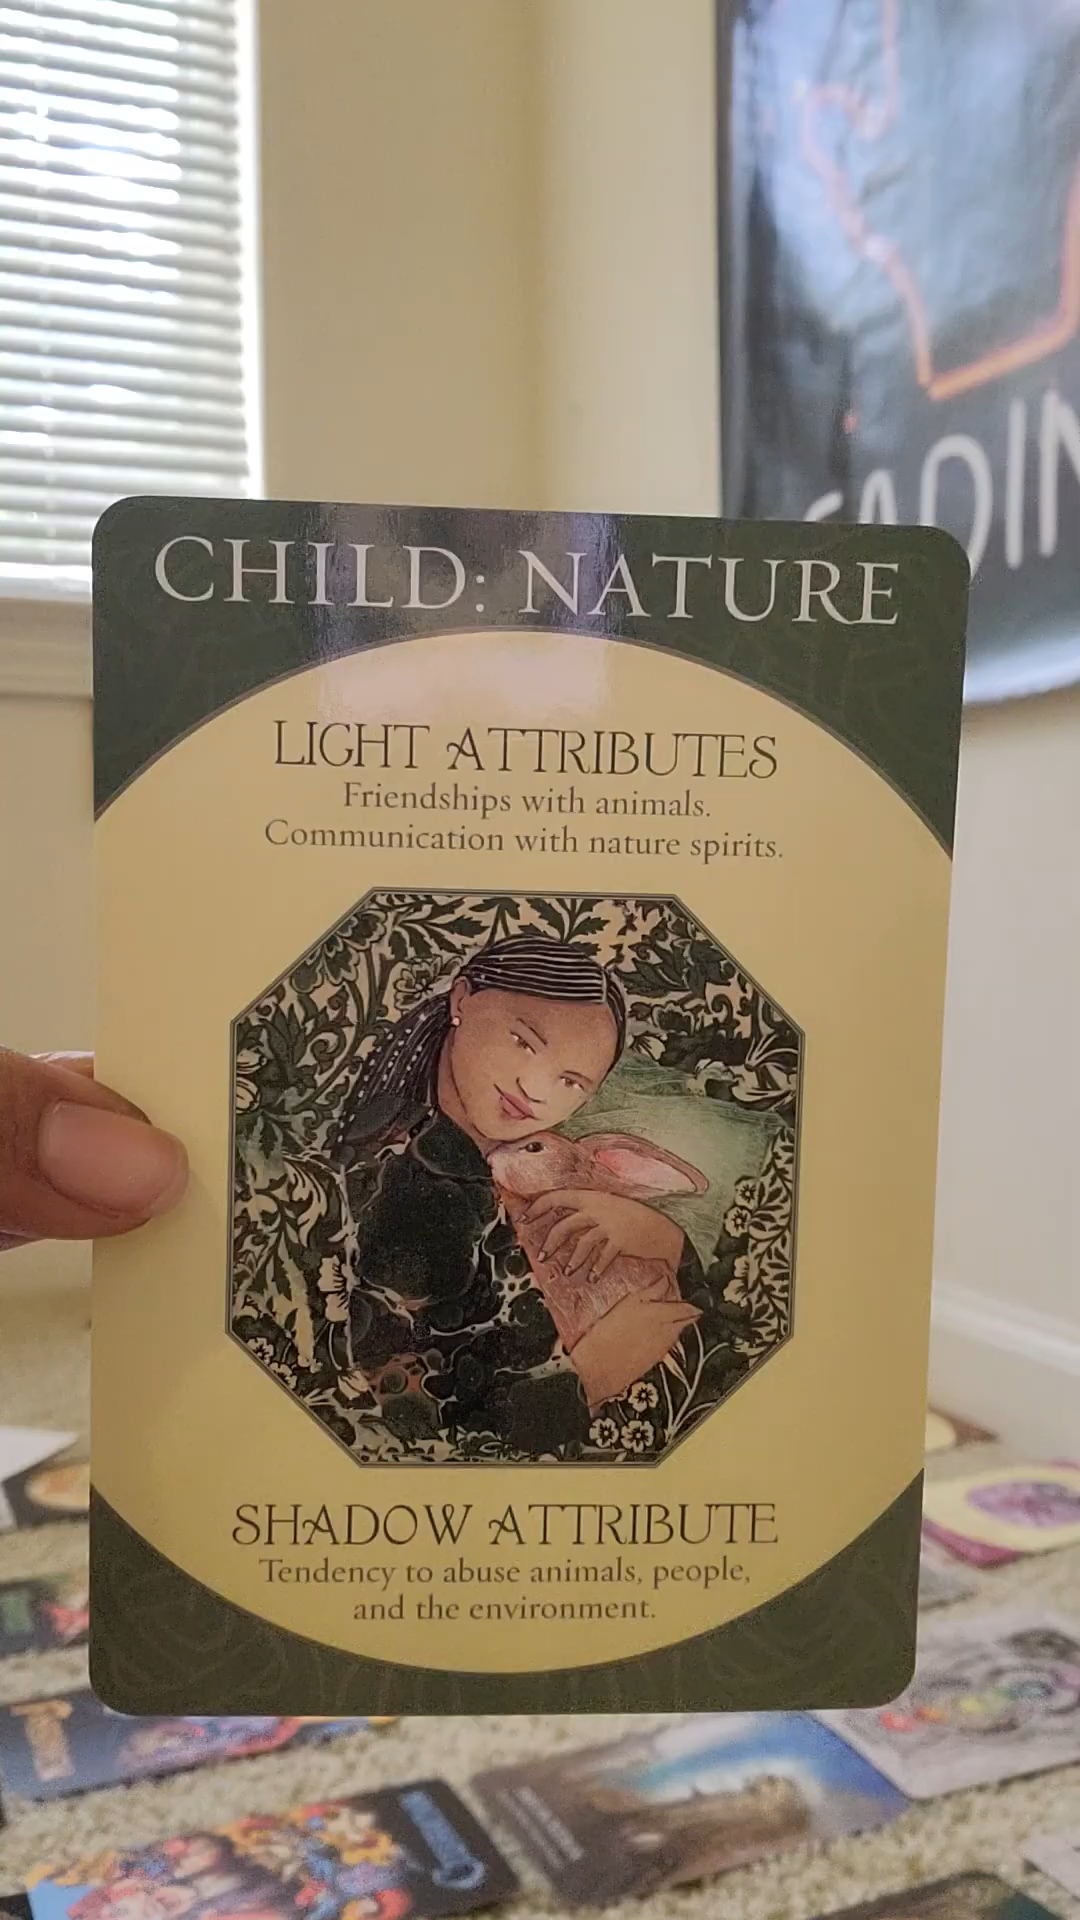 CHILD: NATURE
LIGHT ATTRIBUTES
Friendships with animals.
Communication with nature spirits.
SHADOW ATTRIBUTE
Tendency to abuse animals, people,
and the environment.